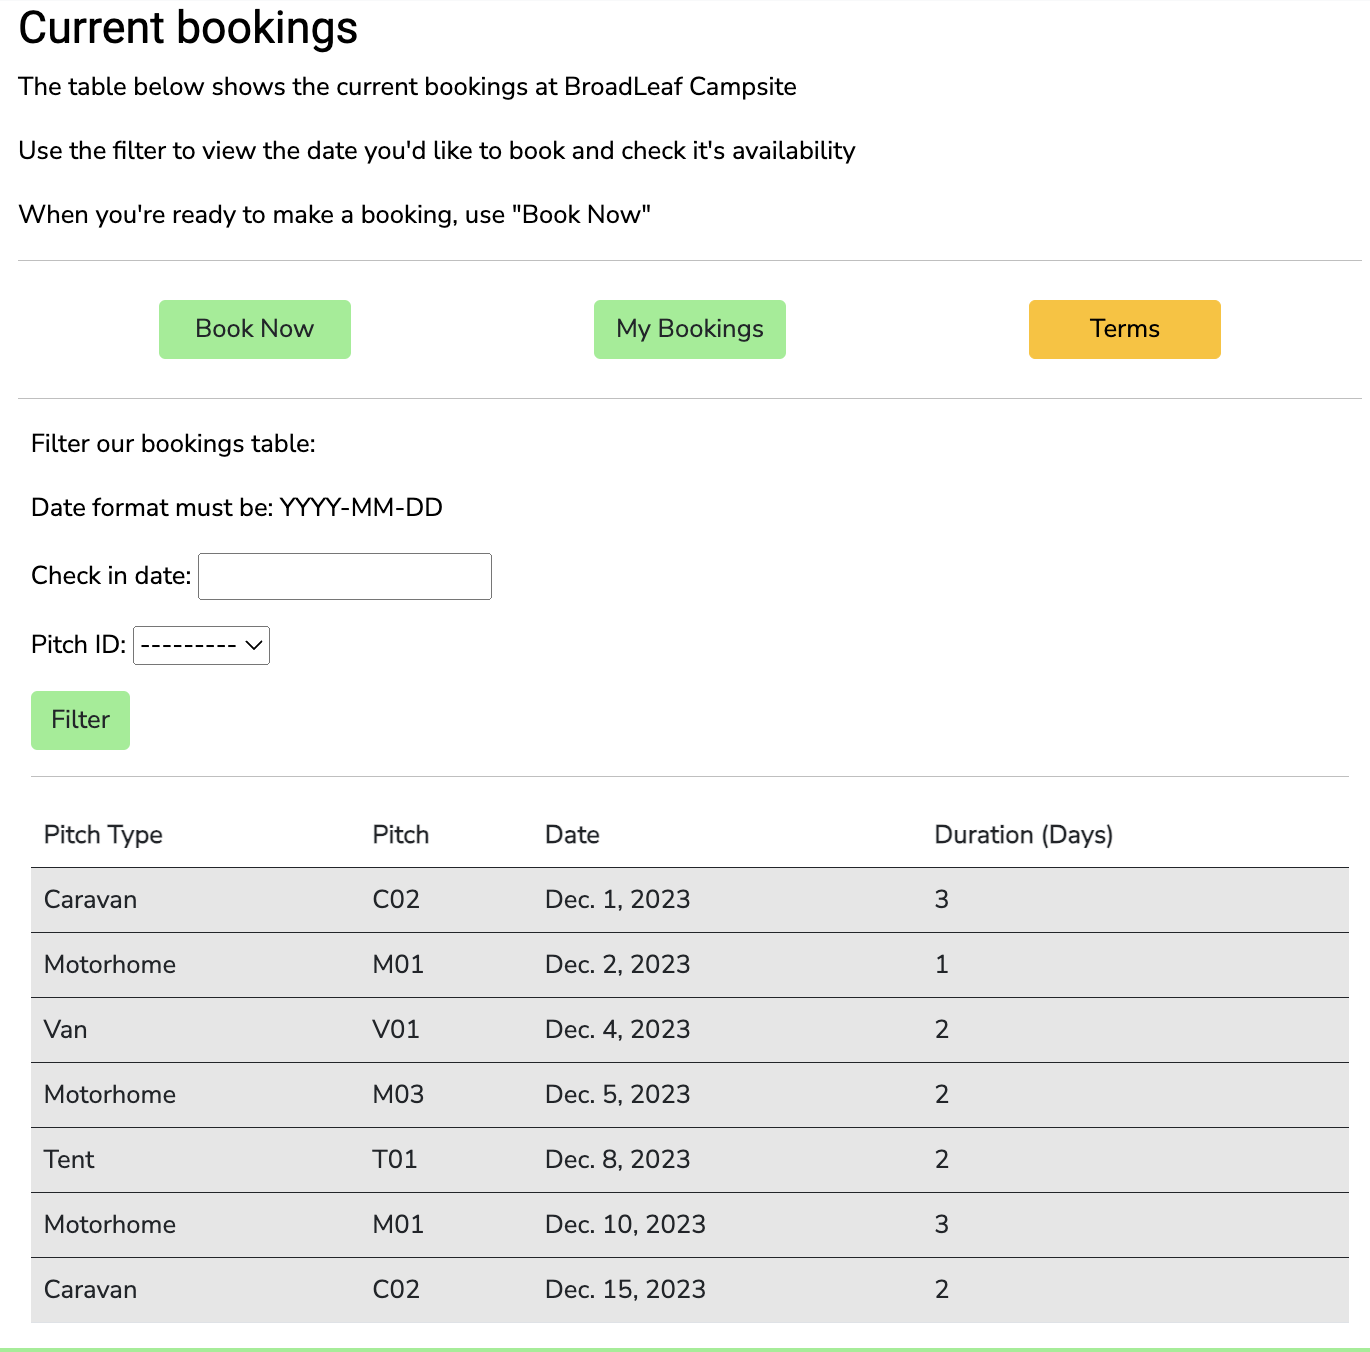 Current bookings
The table below shows the current bookings at BroadLeaf Campsite
Use the filter to view the date you'd like to book and check it's availability
When you're ready to make a booking, use "Book Now"
Book Now My Bookings Terms
Filter our bookings table:
Date format must be: YYYY-MM-DD
Check in date:
Pitch ID: ---------
Filter
Pitch Type Pitch Date Duration (Days)
Caravan C02 Dec. 1, 2023 3
Motorhome M01 Dec. 2, 2023 1
Van V01 Dec. 4, 2023 2
Motorhome M03 Dec. 5, 2023 2
Tent T01 Dec. 8, 2023 2
Motorhome M01 Dec. 10, 2023 3
Caravan C02 Dec. 15, 2023 2